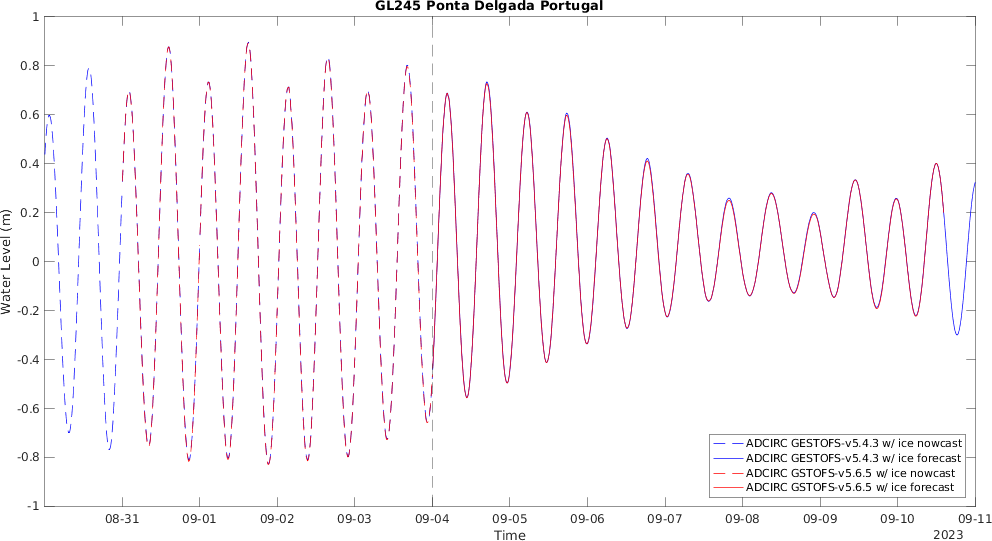 GL245 Ponta Delgada Portugal
1
0.8
0.6
0.4
0.2
0
-0.2
-0.4
-0.6
-0.8
-1
Water Level (m)
ADCIRC GESTOFS-v5.4.3 w/ ice nowcast
ADCIRC GESTOFS-v5.4.3 w/ ice forecast
ADCIRC GSTOFS-v5.6.5 w/ ice nowcast
ADCIRC GSTOFS-v5.6.5 w/ ice forecast
08-31 09-01 09-02 09-03 09-04 09-05 09-06 09-07 09-08 09-09 09-10 09-11
Time
2023